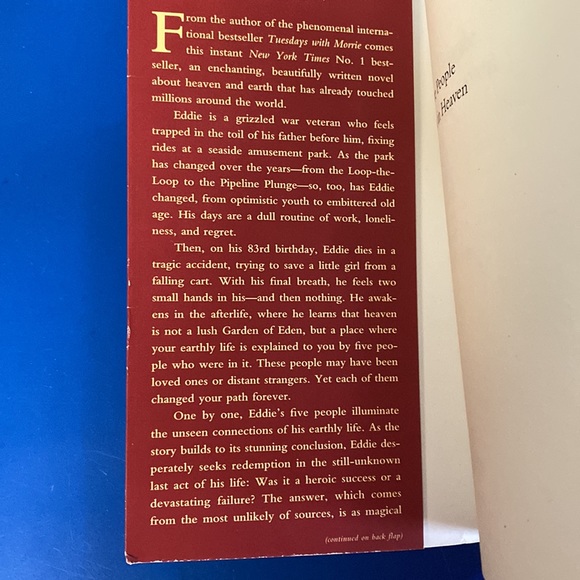 From the author of the phenomenal interna-
tional bestseller Tuesdays with Morrie comes
this instant New York Times No. 1 best-
seller, an enchanting, beautifully written novel
about heaven and earth that has already touched
millions around the world.
Eddie is a grizzled war veteran who feels
trapped in the toil of his father before him, fixing
rides at a seaside amusement park. As the park
has changed over the years—from the Loop-the-
Loop to the Pipeline Plunge—so, too, has Eddie
changed, from optimistic youth to embittered old
age. His days are a dull routine of work, loneli-
ness, and regret.
Then, on his 83rd birthday, Eddie dies in a
tragic accident, trying to save a little girl from a
falling cart. With his final breath, he feels two
small hands in his—and then nothing. He awak-
ens in the afterlife, where he learns that heaven
is not a lush Garden of Eden, but a place where
your earthly life is explained to you by five peo-
ple who were in it. These people may have been
loved ones or distant strangers. Yet each of them
changed your path forever.
One by one, Eddie's five people illuminate
the unseen connections of his earthly life. As the
story builds to its stunning conclusion, Eddie des-
perately seeks redemption in the still-unknown
last act of his life: Was it a heroic success or a
devastating failure? The answer, which comes
from the most unlikely of sources, is as magical
(continued on back flap)
People
Heaven